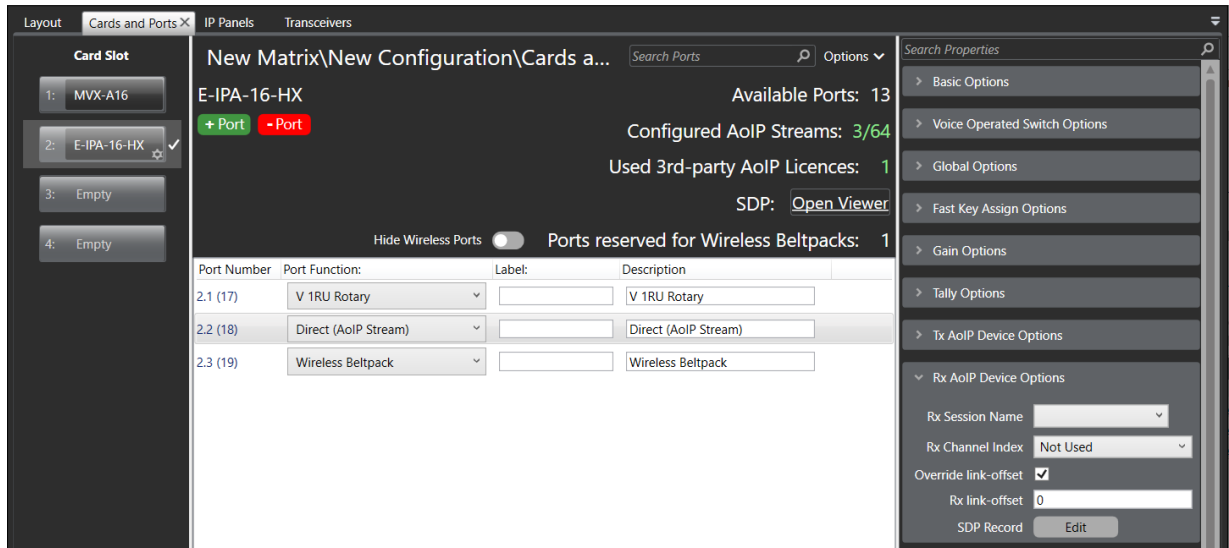 Layout
Cards and Ports
IP Panels
Transceivers
Card Slot
1: MVX-A16
2: E-IPA-16-HX
3: Empty
4: Empty
New Matrix\New Configuration\Cards a...
Search Ports
Options
E-IPA-16-HX
Available Ports: 13
+ Port
- Port
Configured AoIP Streams: 3/64
Used 3rd-party AoIP Licences: 1
SDP: Open Viewer
Hide Wireless Ports
Ports reserved for Wireless Beltpacks: 1
Port Number Port Function: Label: Description
2.1 (17) V 1RU Rotary V 1RU Rotary
2.2 (18) Direct (AoIP Stream) Direct (AoIP Stream)
2.3 (19) Wireless Beltpack Wireless Beltpack
Search Properties
Basic Options
Voice Operated Switch Options
Global Options
Fast Key Assign Options
Gain Options
Tally Options
Tx AoIP Device Options
Rx AoIP Device Options
Rx Session Name
Rx Channel Index Not Used
Override link-offset
Rx link-offset 0
SDP Record Edit